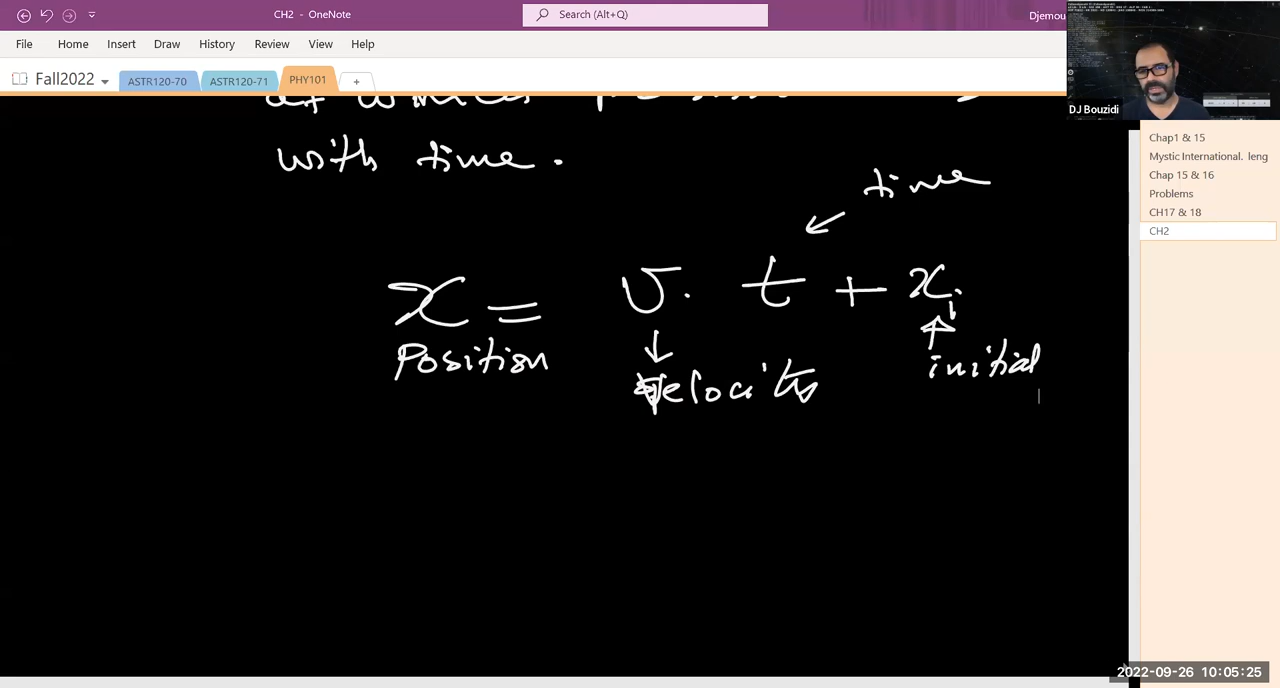 CH2 - OneNote
Search (Alt+Q)
Djemou
File Home Insert Draw History Review View Help
Fall2022 ASTR120-70 ASTR120-71 PHY101 +
DJ Bouzidi
with time.
time
x = v. t + xi
Position
velocity
initial
Chap1 & 15
Mystic International. leng
Chap 15 & 16
Problems
CH17 & 18
CH2
2022-09-26 10:05:25